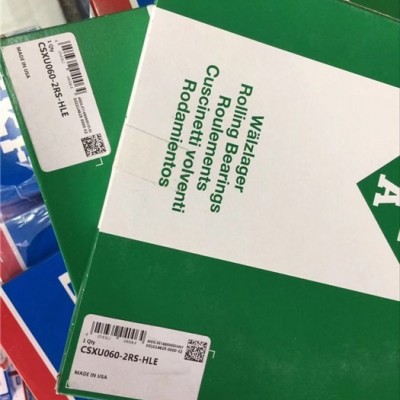 1 Qty
CSXU060-2RS-HLE
MADE IN USA
Wälzlager
Rolling Bearings
Roulements
Cuscinetti volventi
Rodamientos
1 Qty
CSXU060-2RS-HLE
MADE IN USA